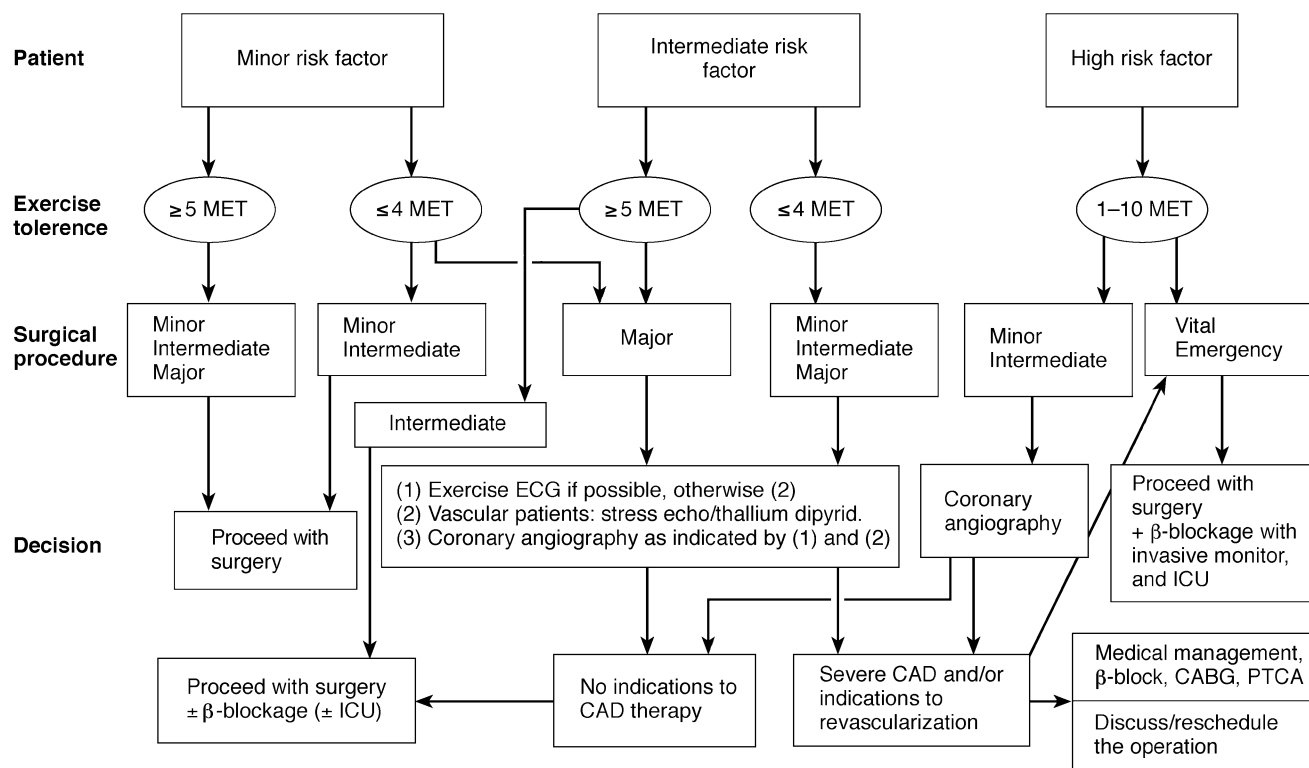 Patient
Minor risk factor
Intermediate risk
factor
High risk factor
Exercise
tolerence
≥ 5 MET
≤ 4 MET
≥ 5 MET
≤ 4 MET
1–10 MET
Surgical
procedure
Minor
Intermediate
Major
Minor
Intermediate
Major
Minor
Intermediate
Major
Minor
Intermediate
Vital
Emergency
Intermediate
Decision
Proceed with
surgery
(1) Exercise ECG if possible, otherwise (2)
(2) Vascular patients: stress echo/thallium dipyrid.
(3) Coronary angiography as indicated by (1) and (2)
Coronary
angiography
Proceed with
surgery
+ β-blockage with
invasive monitor,
and ICU
Proceed with surgery
± β-blockage (± ICU)
No indications to
CAD therapy
Severe CAD and/or
indications to
revascularization
Medical management,
β-block, CABG, PTCA
Discuss/reschedule
the operation